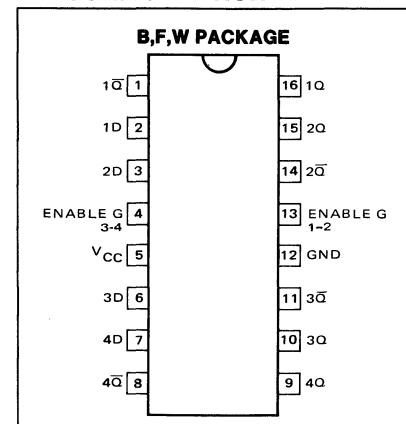 B,F,W PACKAGE
1Q̅ 1 16 1Q
1D 2 15 2Q
2D 3 14 2Q̅
ENABLE G 3-4 4 13 ENABLE G 1-2
VCC 5 12 GND
3D 6 11 3Q̅
4D 7 10 3Q
4Q̅ 8 9 4Q